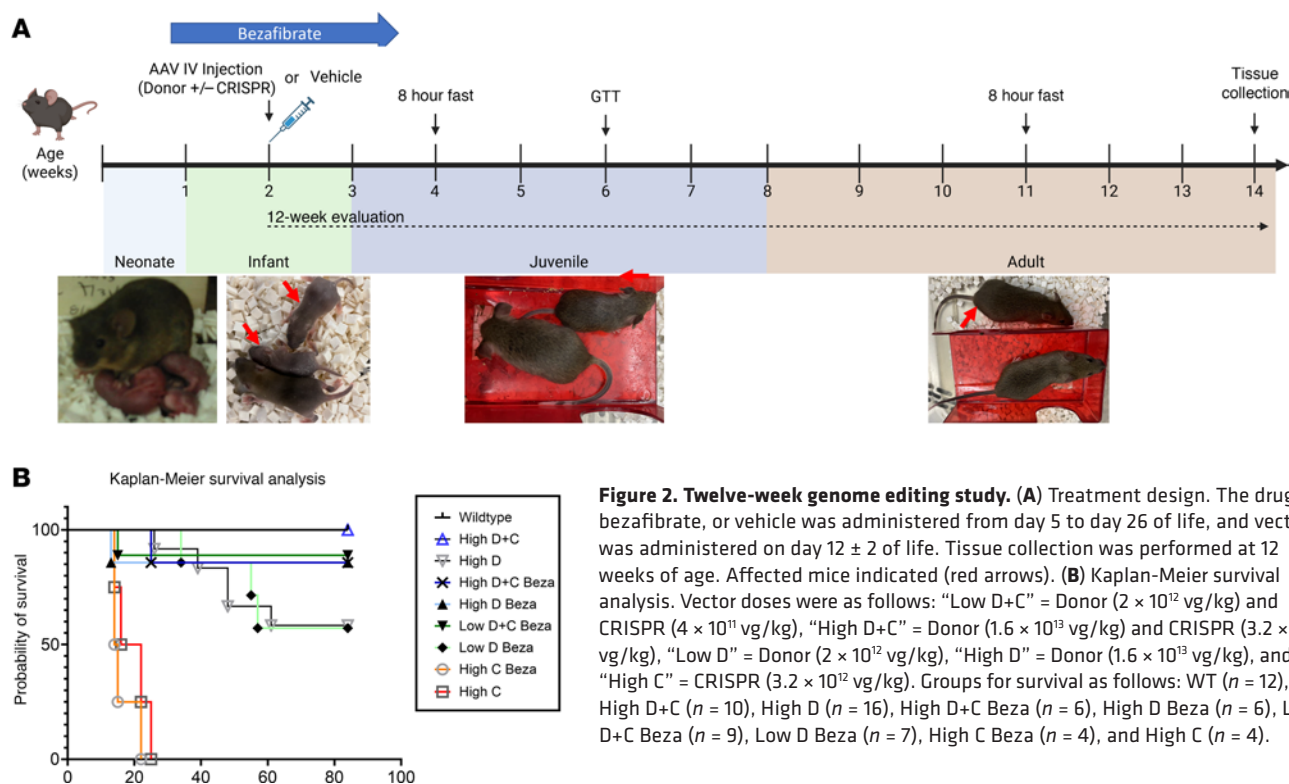 A
Bezafibrate
AAV IV Injection
(Donor +/– CRISPR)
or
Vehicle
8 hour fast
GTT
8 hour fast
Tissue
collection
Age
(weeks)
1 2 3 4 5 6 7 8 9 10 11 12 13 14
12-week evaluation
Neonate
Infant
Juvenile
Adult
B
Kaplan-Meier survival analysis
Probability of survival
100
50
0
0 20 40 60 80 100
Wildtype
High D+C
High D
High D+C Beza
High D Beza
Low D+C Beza
Low D Beza
High C Beza
High C
Figure 2. Twelve-week genome editing study. (A) Treatment design. The drug
bezafibrate, or vehicle was administered from day 5 to day 26 of life, and vect
was administered on day 12 ± 2 of life. Tissue collection was performed at 12
weeks of age. Affected mice indicated (red arrows). (B) Kaplan-Meier survival
analysis. Vector doses were as follows: “Low D+C” = Donor (2 × 10¹² vg/kg) and
CRISPR (4 × 10¹¹ vg/kg), “High D+C” = Donor (1.6 × 10¹³ vg/kg) and CRISPR (3.2 ×
vg/kg), “Low D” = Donor (2 × 10¹² vg/kg), “High D” = Donor (1.6 × 10¹³ vg/kg), and
“High C” = CRISPR (3.2 × 10¹² vg/kg). Groups for survival as follows: WT (n = 12),
High D+C (n = 10), High D (n = 16), High D+C Beza (n = 6), High D Beza (n = 6), L
D+C Beza (n = 9), Low D Beza (n = 7), High C Beza (n = 4), and High C (n = 4).